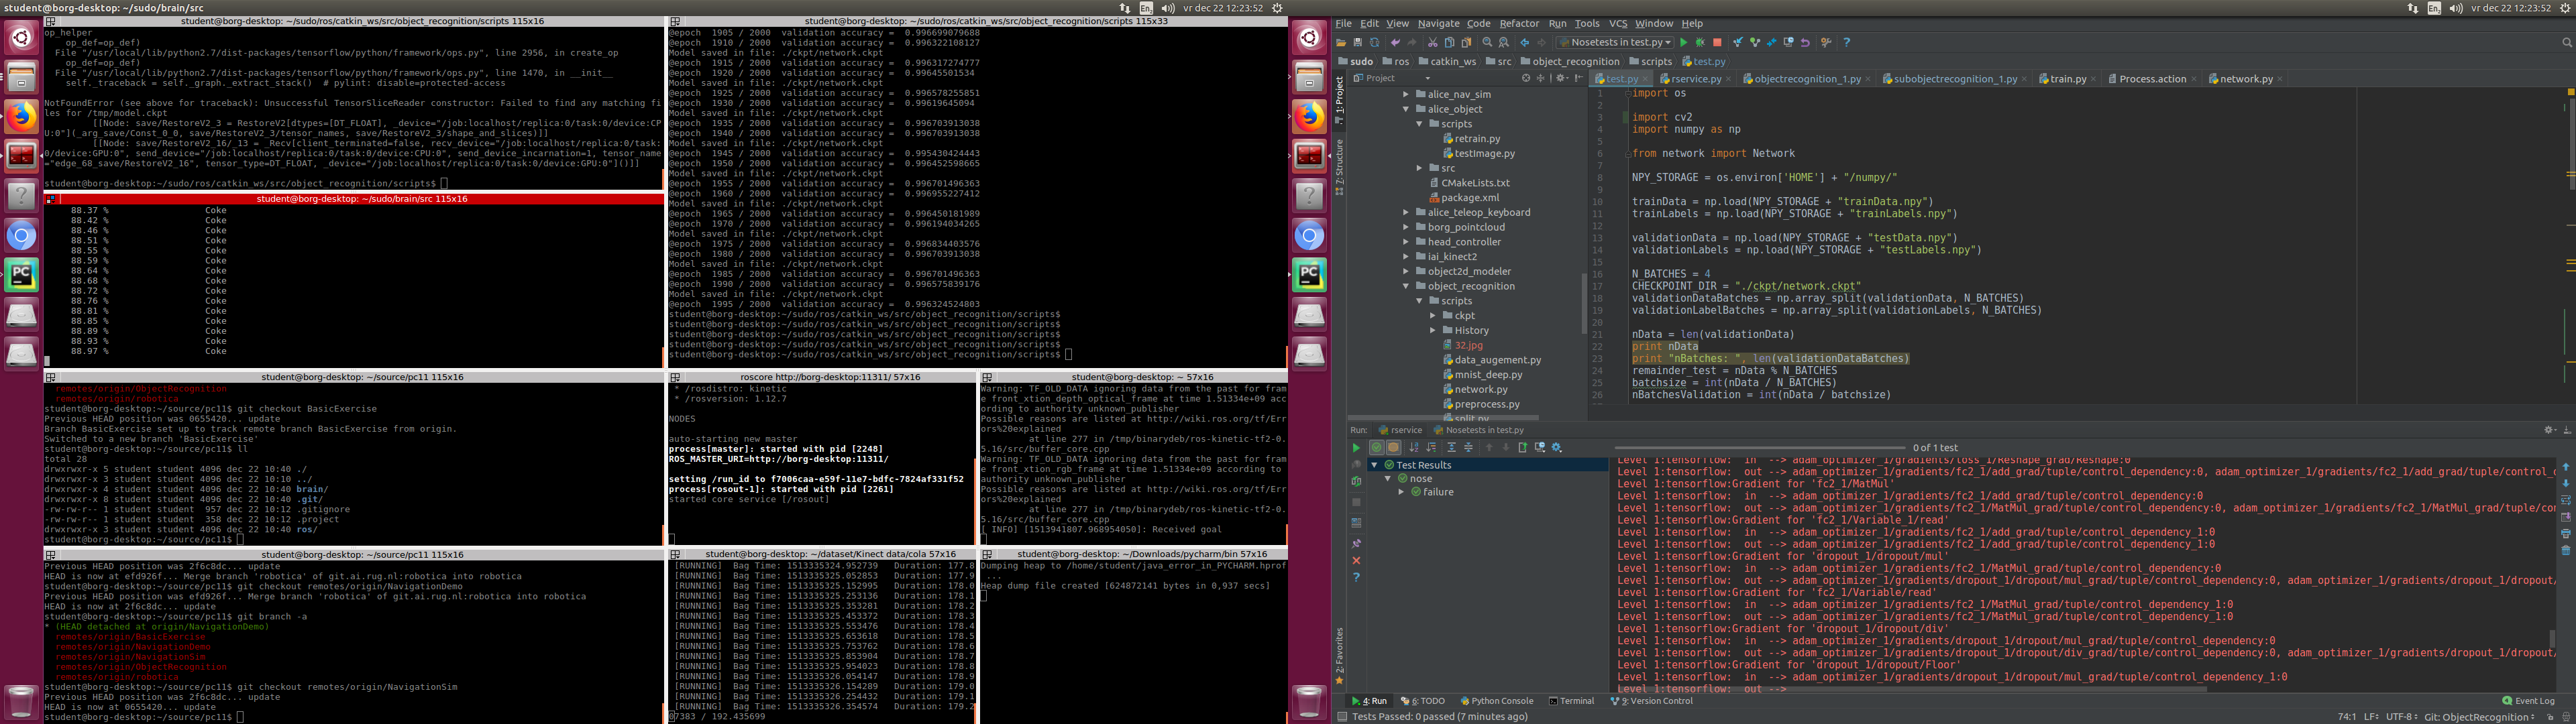 student@borg-desktop: ~/sudo/brain/src
vr dec 22 12:23:52
student@borg-desktop: ~/sudo/ros/catkin_ws/src/object_recognition/scripts 115x16
op_helper
    op_def=op_def)
  File "/usr/local/lib/python2.7/dist-packages/tensorflow/python/framework/ops.py", line 2956, in create_op
    op_def=op_def)
  File "/usr/local/lib/python2.7/dist-packages/tensorflow/python/framework/ops.py", line 1470, in __init__
    self._traceback = self._graph._extract_stack()  # pylint: disable=protected-access
NotFoundError (see above for traceback): Unsuccessful TensorSliceReader constructor: Failed to find any matching fi
les for /tmp/model.ckpt
[[Node: save/RestoreV2_3 = RestoreV2[dtypes=[DT_FLOAT], _device="/job:localhost/replica:0/task:0/device:CP
U:0"](_arg_save/Const_0_0, save/RestoreV2_3/tensor_names, save/RestoreV2_3/shape_and_slices)]]
[[Node: save/RestoreV2_16/_13 = _Recv[client_terminated=false, recv_device="/job:localhost/replica:0/task:
0/device:GPU:0", send_device="/job:localhost/replica:0/task:0/device:CPU:0", send_device_incarnation=1, tensor_name
="edge_68_save/RestoreV2_16", tensor_type=DT_FLOAT, _device="/job:localhost/replica:0/task:0/device:GPU:0"]()]]
student@borg-desktop:~/sudo/ros/catkin_ws/src/object_recognition/scripts$
student@borg-desktop: ~/sudo/brain/src 115x16
88.37 % Coke
88.42 % Coke
88.46 % Coke
88.51 % Coke
88.55 % Coke
88.59 % Coke
88.64 % Coke
88.68 % Coke
88.72 % Coke
88.76 % Coke
88.81 % Coke
88.85 % Coke
88.89 % Coke
88.93 % Coke
88.97 % Coke
student@borg-desktop: ~/source/pc11 115x16
remotes/origin/ObjectRecognition
remotes/origin/robotica
student@borg-desktop:~/source/pc11$ git checkout BasicExercise
Previous HEAD position was 0655420... update
Branch BasicExercise set up to track remote branch BasicExercise from origin.
Switched to a new branch 'BasicExercise'
student@borg-desktop:~/source/pc11$ ll
total 28
drwxrwxr-x 5 student student 4096 dec 22 10:40 ./
drwxrwxr-x 3 student student 4096 dec 22 10:10 ../
drwxrwxr-x 4 student student 4096 dec 22 10:40 brain/
drwxrwxr-x 8 student student 4096 dec 22 10:40 .git/
-rw-rw-r-- 1 student student  957 dec 22 10:12 .gitignore
-rw-rw-r-- 1 student student  358 dec 22 10:12 .project
drwxrwxr-x 3 student student 4096 dec 22 10:40 ros/
student@borg-desktop:~/source/pc11$
student@borg-desktop: ~/source/pc11 115x16
Previous HEAD position was 2f6c8dc... update
HEAD is now at efd926f... Merge branch 'robotica' of git.ai.rug.nl:robotica into robotica
student@borg-desktop:~/source/pc11$ git checkout remotes/origin/NavigationDemo
Previous HEAD position was efd926f... Merge branch 'robotica' of git.ai.rug.nl:robotica into robotica
HEAD is now at 2f6c8dc... update
student@borg-desktop:~/source/pc11$ git branch -a
* (HEAD detached at origin/NavigationDemo)
remotes/origin/BasicExercise
remotes/origin/NavigationDemo
remotes/origin/NavigationSim
remotes/origin/ObjectRecognition
remotes/origin/robotica
student@borg-desktop:~/source/pc11$ git checkout remotes/origin/NavigationSim
Previous HEAD position was 2f6c8dc... update
HEAD is now at 0655420... update
student@borg-desktop:~/source/pc11$
student@borg-desktop: ~/sudo/ros/catkin_ws/src/object_recognition/scripts 115x33
@epoch  1905 / 2000  validation accuracy =  0.996699079688
@epoch  1910 / 2000  validation accuracy =  0.996322108127
Model saved in file: ./ckpt/network.ckpt
@epoch  1915 / 2000  validation accuracy =  0.996317274777
@epoch  1920 / 2000  validation accuracy =  0.99645501534
Model saved in file: ./ckpt/network.ckpt
@epoch  1925 / 2000  validation accuracy =  0.996578255851
@epoch  1930 / 2000  validation accuracy =  0.99619645094
Model saved in file: ./ckpt/network.ckpt
@epoch  1935 / 2000  validation accuracy =  0.996703913038
@epoch  1940 / 2000  validation accuracy =  0.996703913038
Model saved in file: ./ckpt/network.ckpt
@epoch  1945 / 2000  validation accuracy =  0.995430424443
@epoch  1950 / 2000  validation accuracy =  0.996452598665
Model saved in file: ./ckpt/network.ckpt
@epoch  1955 / 2000  validation accuracy =  0.996701496363
@epoch  1960 / 2000  validation accuracy =  0.996955227412
Model saved in file: ./ckpt/network.ckpt
@epoch  1965 / 2000  validation accuracy =  0.996450181989
@epoch  1970 / 2000  validation accuracy =  0.996194034265
Model saved in file: ./ckpt/network.ckpt
@epoch  1975 / 2000  validation accuracy =  0.996834403576
@epoch  1980 / 2000  validation accuracy =  0.996703913038
Model saved in file: ./ckpt/network.ckpt
@epoch  1985 / 2000  validation accuracy =  0.996701496363
@epoch  1990 / 2000  validation accuracy =  0.996575839176
Model saved in file: ./ckpt/network.ckpt
@epoch  1995 / 2000  validation accuracy =  0.996324524803
student@borg-desktop:~/sudo/ros/catkin_ws/src/object_recognition/scripts$
student@borg-desktop:~/sudo/ros/catkin_ws/src/object_recognition/scripts$
student@borg-desktop:~/sudo/ros/catkin_ws/src/object_recognition/scripts$
student@borg-desktop:~/sudo/ros/catkin_ws/src/object_recognition/scripts$
student@borg-desktop:~/sudo/ros/catkin_ws/src/object_recognition/scripts$
roscore http://borg-desktop:11311/ 57x16
* /rosdistro: kinetic
* /rosversion: 1.12.7
NODES
auto-starting new master
process[master]: started with pid [2248]
ROS_MASTER_URI=http://borg-desktop:11311/
setting /run_id to f7006caa-e59f-11e7-bdfc-7824af331f52
process[rosout-1]: started with pid [2261]
started core service [/rosout]
student@borg-desktop: ~ 57x16
Warning: TF_OLD_DATA ignoring data from the past for fram
e front_xtion_depth_optical_frame at time 1.51334e+09 acc
ording to authority unknown_publisher
Possible reasons are listed at http://wiki.ros.org/tf/Err
ors%20explained
at line 277 in /tmp/binarydeb/ros-kinetic-tf2-0.
5.16/src/buffer_core.cpp
Warning: TF_OLD_DATA ignoring data from the past for fram
e front_xtion_rgb_frame at time 1.51334e+09 according to
authority unknown_publisher
Possible reasons are listed at http://wiki.ros.org/tf/Err
ors%20explained
at line 277 in /tmp/binarydeb/ros-kinetic-tf2-0.
5.16/src/buffer_core.cpp
[ INFO] [1513941807.968954050]: Received goal
student@borg-desktop: ~/dataset/Kinect data/cola 57x16
[RUNNING]  Bag Time: 1513335324.952739   Duration: 177.8
[RUNNING]  Bag Time: 1513335325.052853   Duration: 177.9
[RUNNING]  Bag Time: 1513335325.152995   Duration: 178.0
[RUNNING]  Bag Time: 1513335325.253136   Duration: 178.1
[RUNNING]  Bag Time: 1513335325.353281   Duration: 178.2
[RUNNING]  Bag Time: 1513335325.453372   Duration: 178.3
[RUNNING]  Bag Time: 1513335325.553476   Duration: 178.4
[RUNNING]  Bag Time: 1513335325.653618   Duration: 178.5
[RUNNING]  Bag Time: 1513335325.753762   Duration: 178.6
[RUNNING]  Bag Time: 1513335325.853904   Duration: 178.7
[RUNNING]  Bag Time: 1513335325.954023   Duration: 178.8
[RUNNING]  Bag Time: 1513335326.054147   Duration: 178.9
[RUNNING]  Bag Time: 1513335326.154289   Duration: 179.0
[RUNNING]  Bag Time: 1513335326.254432   Duration: 179.1
[RUNNING]  Bag Time: 1513335326.354574   Duration: 179.2
07383 / 192.435699
student@borg-desktop: ~/Downloads/pycharm/bin 57x16
Dumping heap to /home/student/java_error_in_PYCHARM.hprof
...
Heap dump file created [624872141 bytes in 0,937 secs]
vr dec 22 12:23:52
File Edit View Navigate Code Refactor Run Tools VCS Window Help
Nosetests in test.py
sudo ros catkin_ws src object_recognition scripts test.py
Project
test.py rservice.py objectrecognition_1.py subobjectrecognition_1.py train.py Process.action network.py
1: Project
7: Structure
2: Favorites
alice_nav_sim
alice_object
scripts
retrain.py
testImage.py
src
CMakeLists.txt
package.xml
alice_teleop_keyboard
borg_pointcloud
head_controller
iai_kinect2
object2d_modeler
object_recognition
scripts
ckpt
History
32.jpg
data_augement.py
mnist_deep.py
network.py
preprocess.py
split.py
1 import os
2
3 import cv2
4 import numpy as np
5
6 from network import Network
7
8 NPY_STORAGE = os.environ['HOME'] + "/numpy/"
9
10 trainData = np.load(NPY_STORAGE + "trainData.npy")
11 trainLabels = np.load(NPY_STORAGE + "trainLabels.npy")
12
13 validationData = np.load(NPY_STORAGE + "testData.npy")
14 validationLabels = np.load(NPY_STORAGE + "testLabels.npy")
15
16 N_BATCHES = 4
17 CHECKPOINT_DIR = "./ckpt/network.ckpt"
18 validationDataBatches = np.array_split(validationData, N_BATCHES)
19 validationLabelBatches = np.array_split(validationLabels, N_BATCHES)
20
21 nData = len(validationData)
22 print nData
23 print "nBatches: ", len(validationDataBatches)
24 remainder_test = nData % N_BATCHES
25 batchsize = int(nData / N_BATCHES)
26 nBatchesValidation = int(nData / batchsize)
Run: rservice Nosetests in test.py
0 of 1 test
Test Results
nose
failure
Level 1:tensorflow:  in  --> adam_optimizer_1/gradients/loss_1/Reshape_grad/Reshape:0
Level 1:tensorflow:  out --> adam_optimizer_1/gradients/fc2_1/add_grad/tuple/control_dependency:0, adam_optimizer_1/gradients/fc2_1/add_grad/tuple/control_
Level 1:tensorflow:Gradient for 'fc2_1/MatMul'
Level 1:tensorflow:  in  --> adam_optimizer_1/gradients/fc2_1/add_grad/tuple/control_dependency:0
Level 1:tensorflow:  out --> adam_optimizer_1/gradients/fc2_1/MatMul_grad/tuple/control_dependency:0, adam_optimizer_1/gradients/fc2_1/MatMul_grad/tuple/con
Level 1:tensorflow:Gradient for 'fc2_1/Variable_1/read'
Level 1:tensorflow:  in  --> adam_optimizer_1/gradients/fc2_1/add_grad/tuple/control_dependency_1:0
Level 1:tensorflow:  out --> adam_optimizer_1/gradients/fc2_1/add_grad/tuple/control_dependency_1:0
Level 1:tensorflow:Gradient for 'dropout_1/dropout/mul'
Level 1:tensorflow:  in  --> adam_optimizer_1/gradients/fc2_1/MatMul_grad/tuple/control_dependency:0
Level 1:tensorflow:  out --> adam_optimizer_1/gradients/dropout_1/dropout/mul_grad/tuple/control_dependency:0, adam_optimizer_1/gradients/dropout_1/dropout/
Level 1:tensorflow:Gradient for 'fc2_1/Variable/read'
Level 1:tensorflow:  in  --> adam_optimizer_1/gradients/fc2_1/MatMul_grad/tuple/control_dependency_1:0
Level 1:tensorflow:  out --> adam_optimizer_1/gradients/fc2_1/MatMul_grad/tuple/control_dependency_1:0
Level 1:tensorflow:Gradient for 'dropout_1/dropout/div'
Level 1:tensorflow:  in  --> adam_optimizer_1/gradients/dropout_1/dropout/mul_grad/tuple/control_dependency:0
Level 1:tensorflow:  out --> adam_optimizer_1/gradients/dropout_1/dropout/div_grad/tuple/control_dependency:0, adam_optimizer_1/gradients/dropout_1/dropout/
Level 1:tensorflow:Gradient for 'dropout_1/dropout/Floor'
Level 1:tensorflow:  in  --> adam_optimizer_1/gradients/dropout_1/dropout/mul_grad/tuple/control_dependency_1:0
Level 1:tensorflow:  out -->
4: Run 6: TODO Python Console Terminal 9: Version Control Event Log
Tests Passed: 0 passed (7 minutes ago)
74:1 LF UTF-8 Git: ObjectRecognition